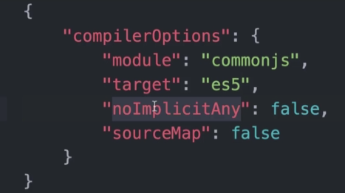 {
"compilerOptions": {
"module": "commonjs",
"target": "es5",
"noImplicitAny": false,
"sourceMap": false
}
}